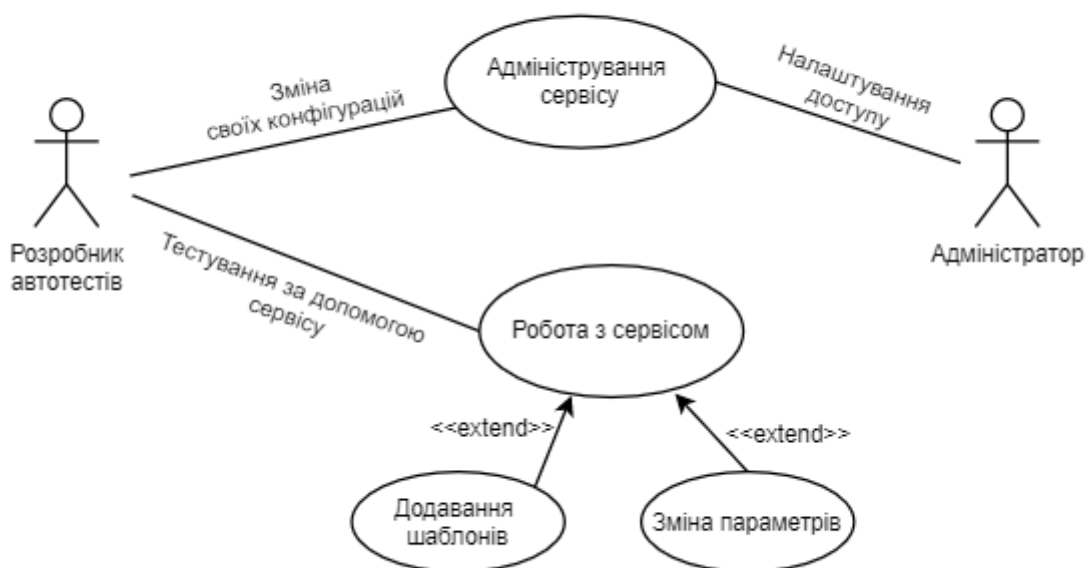 Адміністрування
сервісу
Зміна
своїх конфігурацій
Налаштування
доступу
Розробник
автотестів
Адміністратор
Тестування за допомогою
сервісу
Робота з сервісом
<<extend>>
<<extend>>
Додавання
шаблонів
Зміна параметрів